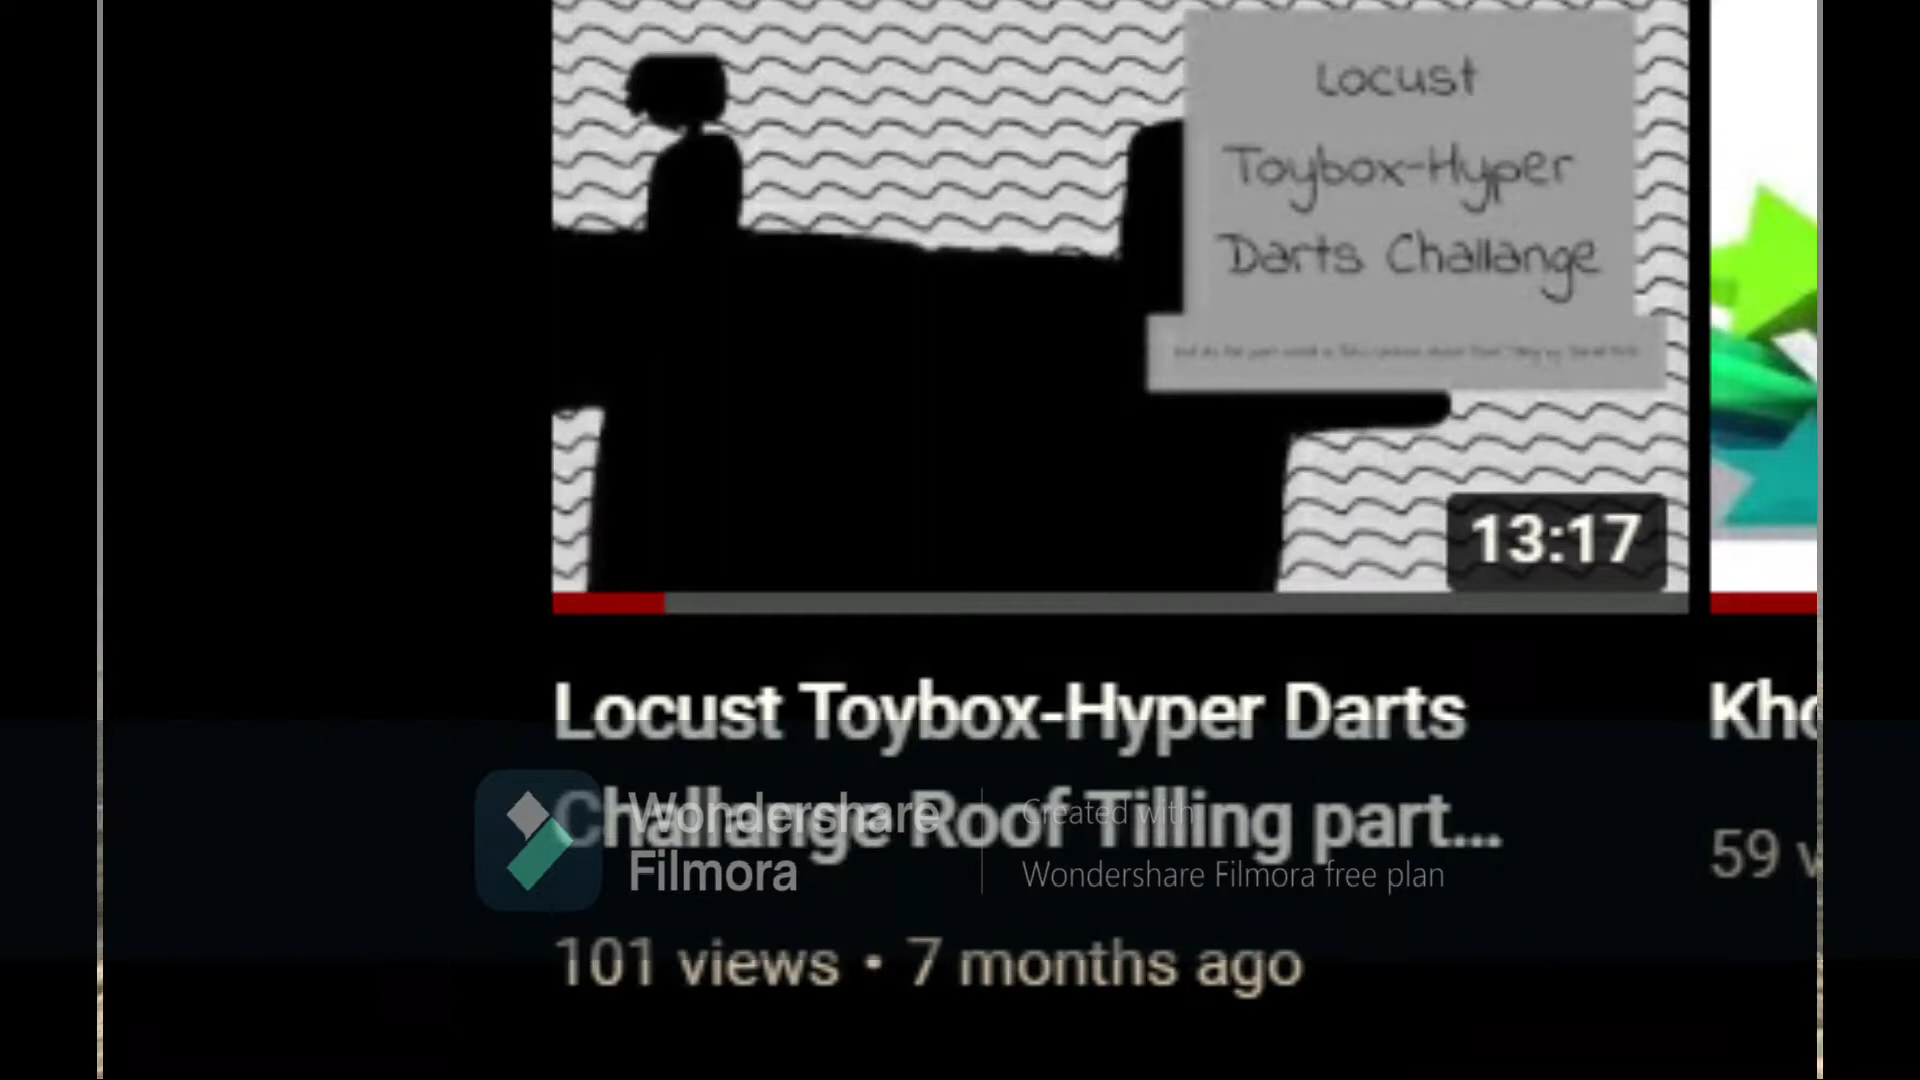 Locust
Toybox-Hyper
Darts Challange
13:17
Locust Toybox-Hyper Darts
Challange Roof Tilling part...
101 views • 7 months ago
Kho
59 v
Wondershare
Filmora
Created with
Wondershare Filmora free plan